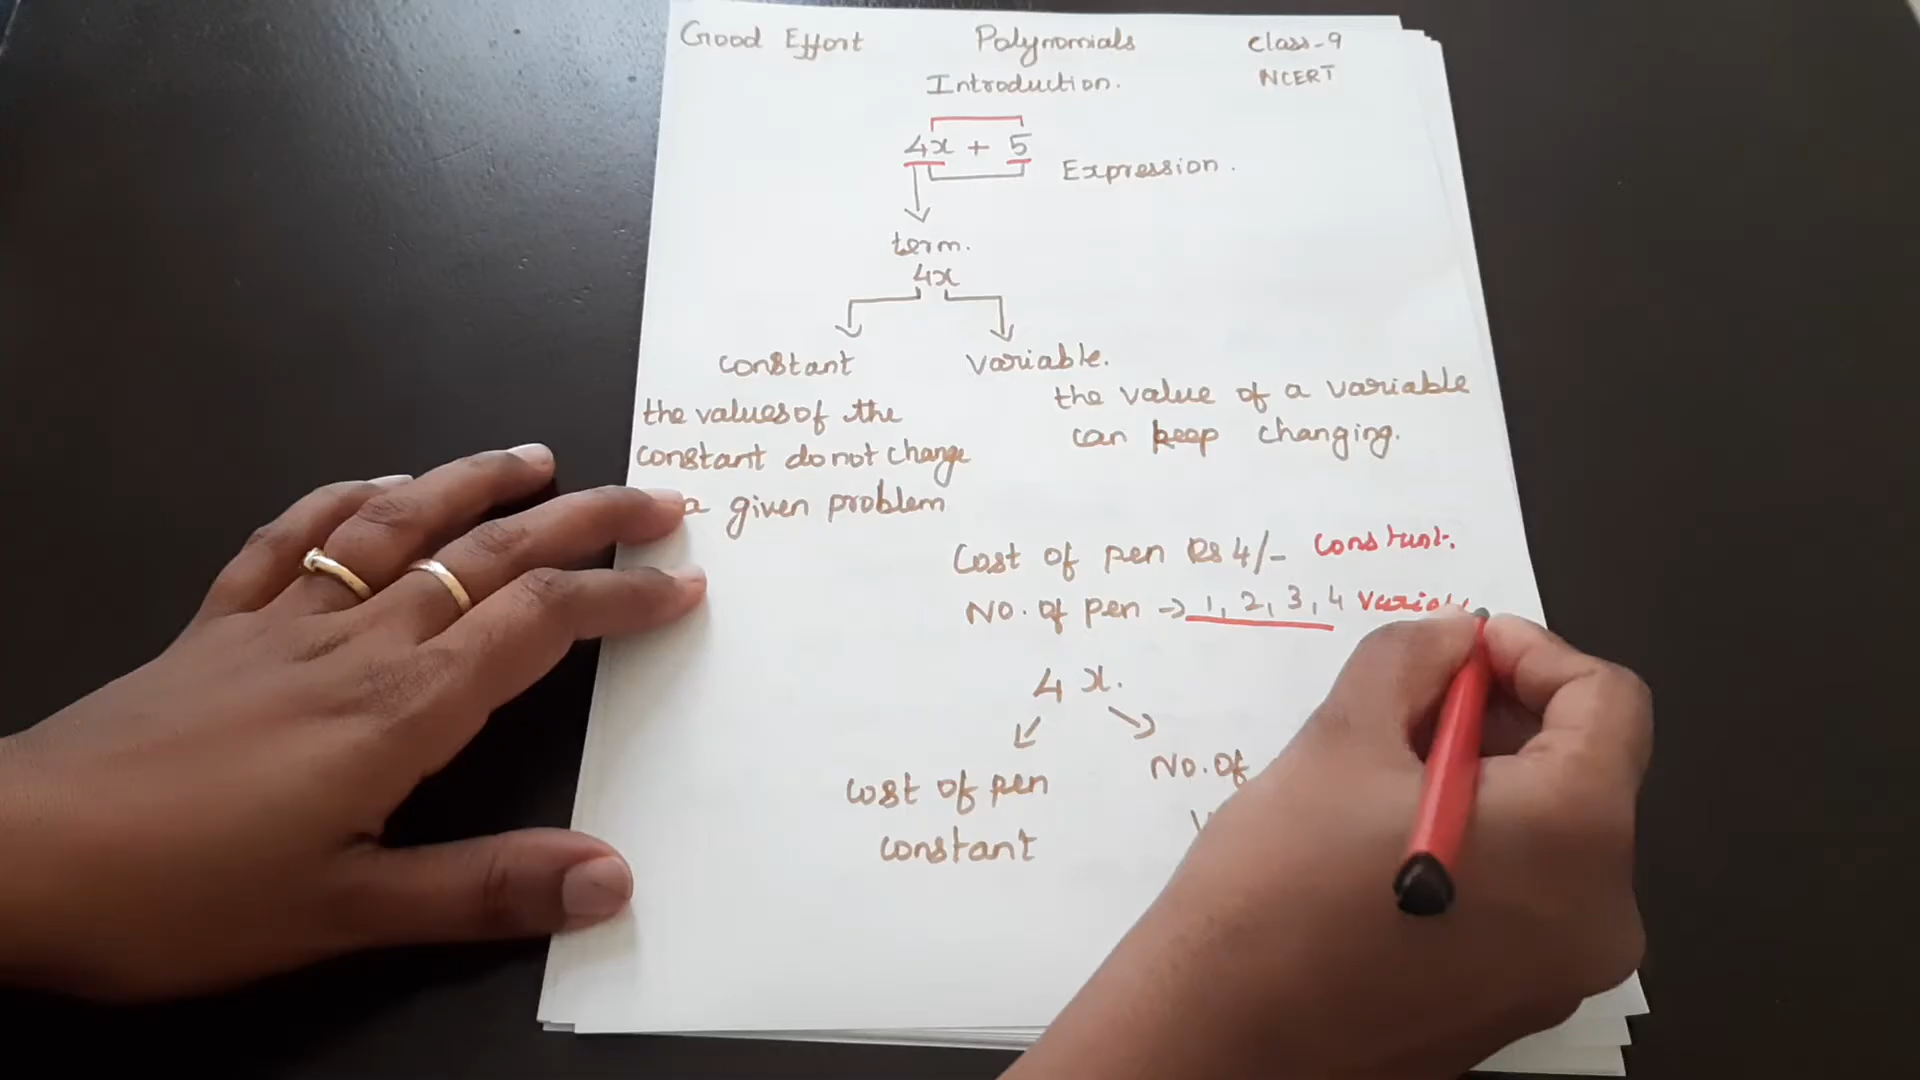 Good Effort Polynomials Class-9
Introduction. NCERT
4x + 5
Expression.
term.
4x
constant variable.
the values of the
constant do not change
a given problem
the value of a variable
can keep changing.
Cost of pen Rs 4/- constant.
No. of pen → 1, 2, 3, 4
4 x.
cost of pen
constant
No. of